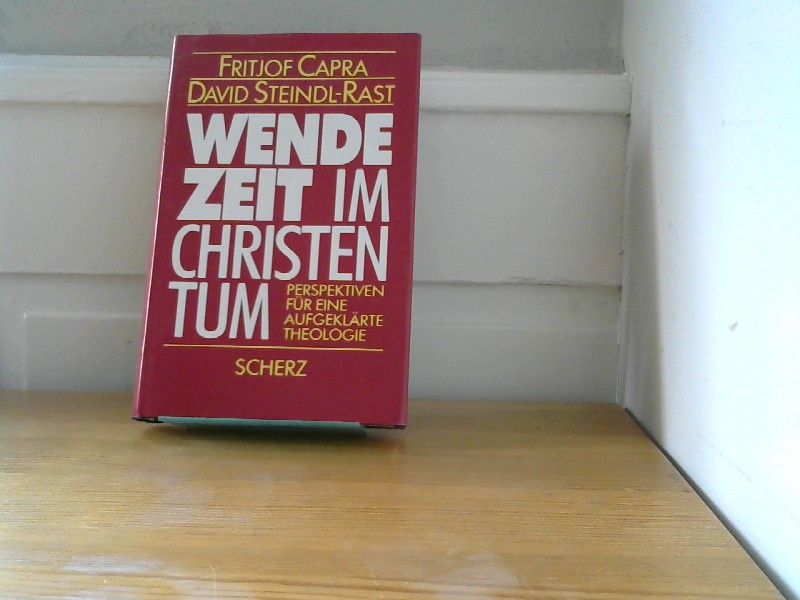 FRITJOF CAPRA
DAVID STEINDL-RAST
WENDE
ZEIT IM
CHRISTEN
TUM
PERSPEKTIVEN
FÜR EINE
AUFGEKLÄRTE
THEOLOGIE
SCHERZ